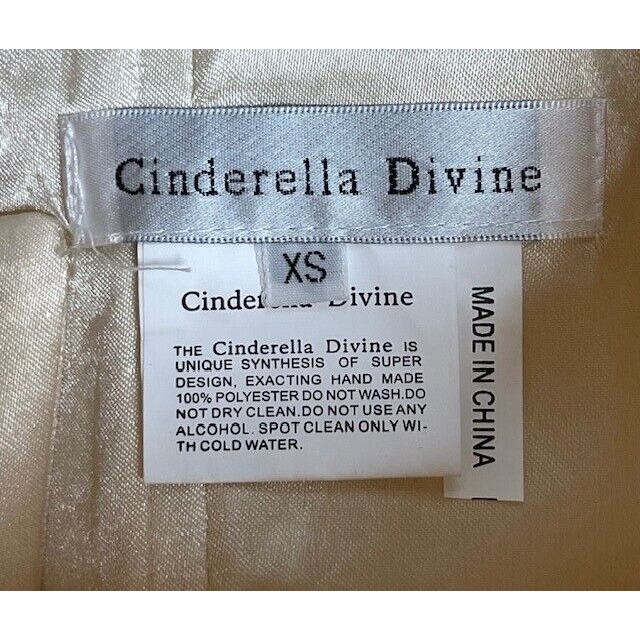 Cinderella Divine
XS
Divine
THE Cinderella Divine IS
UNIQUE SYNTHESIS OF SUPER
DESIGN, EXACTING HAND MADE
100% POLYESTER DO NOT WASH.DO
NOT DRY CLEAN.DO NOT USE ANY
ALCOHOL. SPOT CLEAN ONLY WI-
TH COLD WATER.
MADE IN CHINA